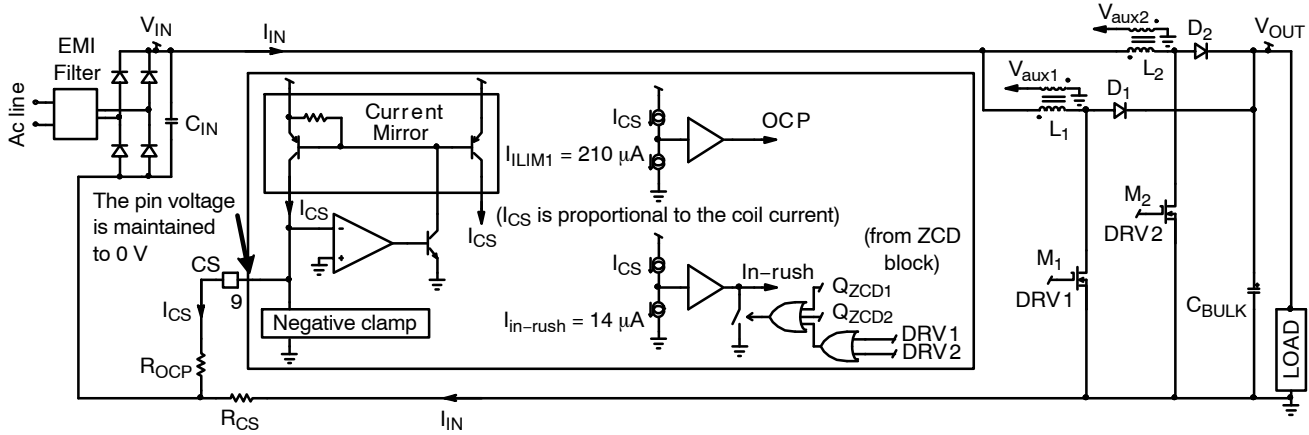 EMI
Filter
Ac line
V_IN
I_IN
C_IN
Current
Mirror
I_CS
I_ILIM1 = 210 μA
OCP
I_CS
I_CS
(I_CS is proportional to the coil current)
The pin voltage
is maintained
to 0 V
CS
9
I_CS
R_OCP
R_CS
I_IN
Negative clamp
I_CS
I_in−rush = 14 μA
In−rush
(from ZCD
block)
Q_ZCD1
Q_ZCD2
DRV1
DRV2
V_aux2
L_2
D_2
V_OUT
V_aux1
L_1
D_1
M_2
DRV2
M_1
DRV1
C_BULK
LOAD